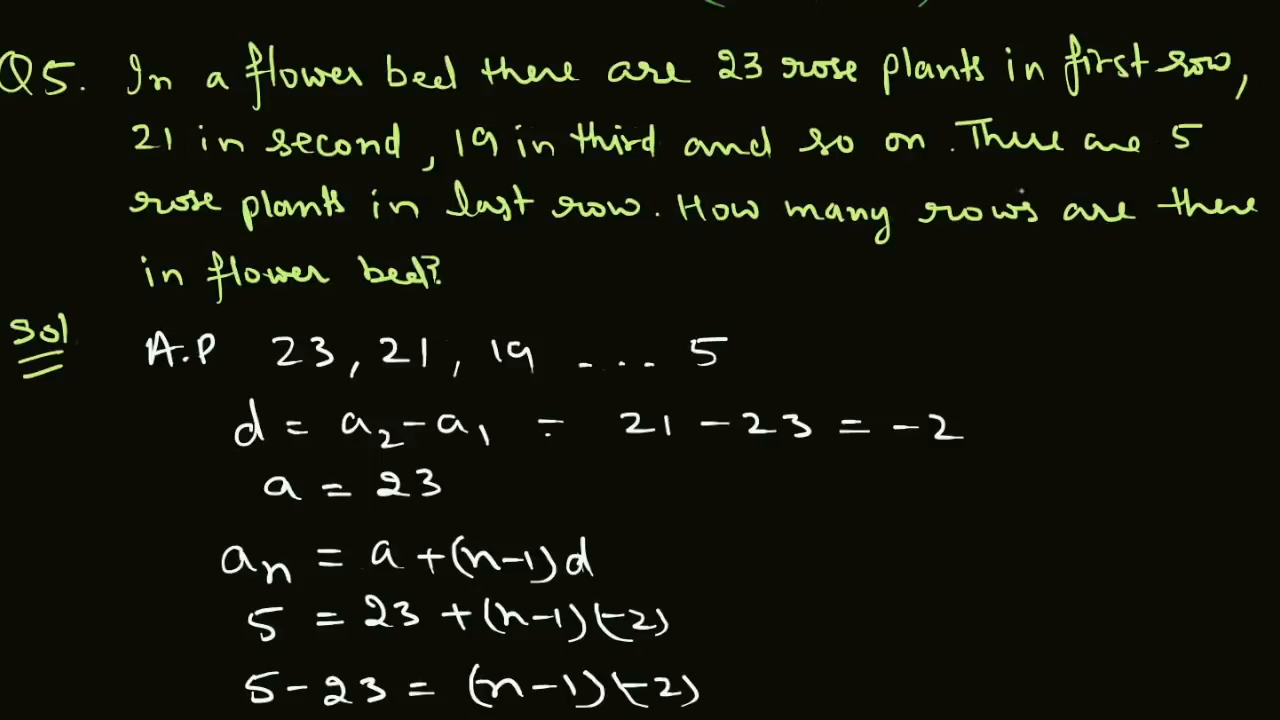 Q5. In a flower bed there are 23 rose plants in first row,
21 in second, 19 in third and so on. There are 5
rose plants in last row. How many rows are there
in flower bed?
Sol A.P 23, 21, 19 .... 5
d = a₂-a₁ = 21 - 23 = -2
a = 23
aₙ = a +(n-1)d
5 = 23 +(n-1)(-2)
5-23 = (n-1)(-2)